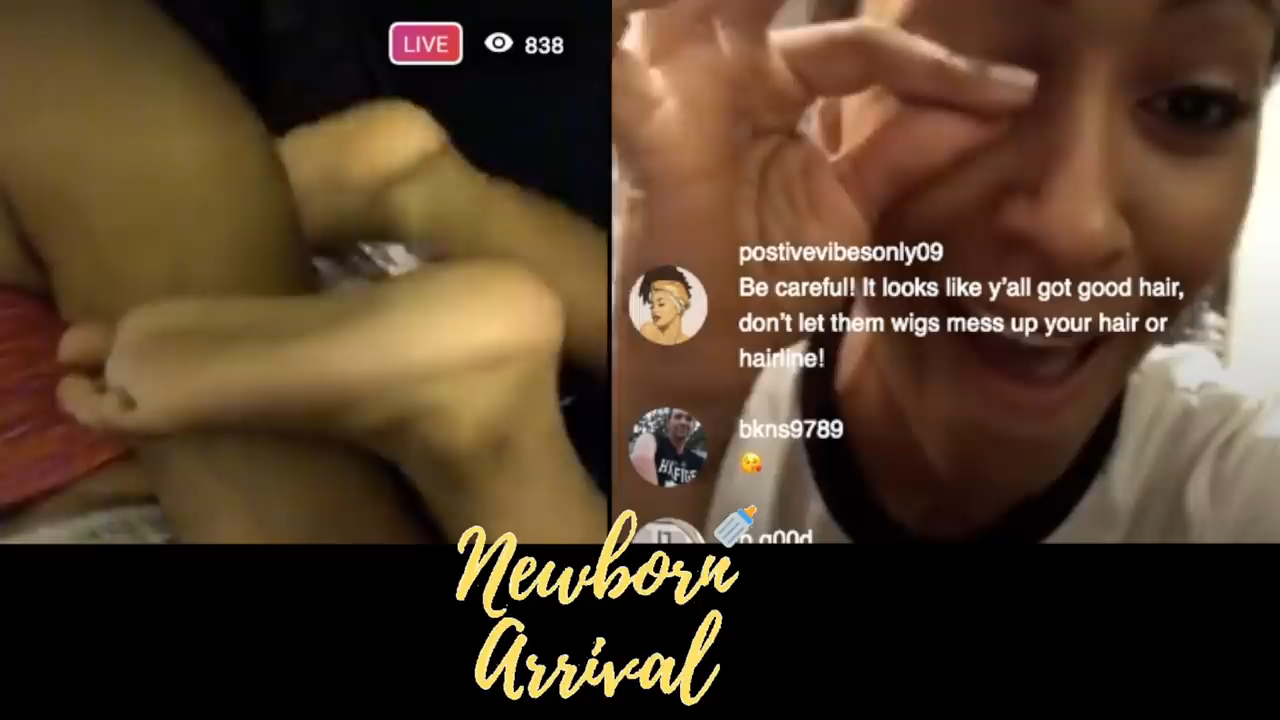 LIVE 838
postivevibesonly09
Be careful! It looks like y'all got good hair,
don't let them wigs mess up your hair or
hairline!
bkns9789
Newborn
Arrival